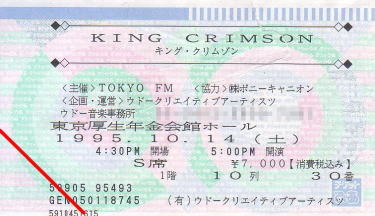 KING CRIMSON
キング・クリムゾン
＜主催＞TOKYO FM ＜協力＞㈱ポニーキャニオン
＜企画・運営＞ウドークリエイティブアーティスツ
ウドー音楽事務所
東京厚生年金会館ホール
1995.10.14（土）
4:30PM 開場 5:00PM 開演
S席 ¥7,000【消費税込み】
1階 10列 30番
50905 95493
GEN050118745 （有）ウドークリエイティブアーティスツ